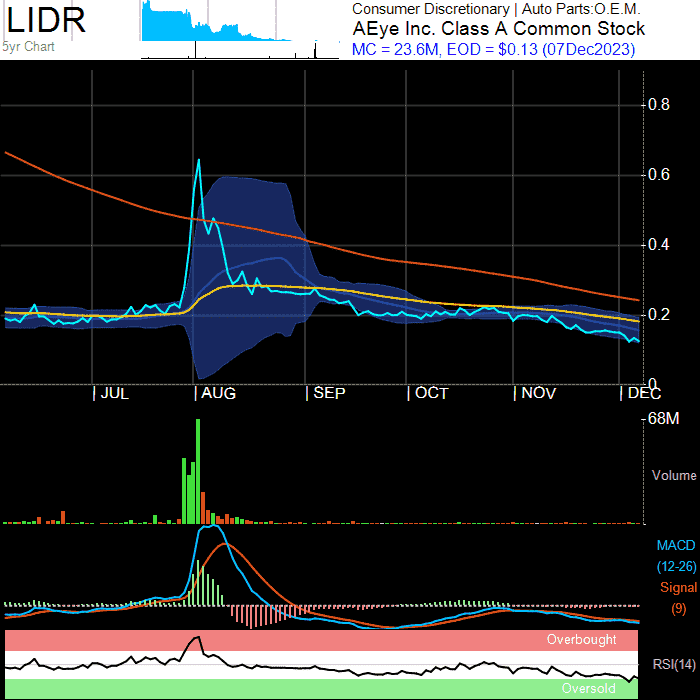 LIDR
5yr Chart
Consumer Discretionary | Auto Parts:O.E.M.
AEye Inc. Class A Common Stock
MC = 23.6M, EOD = $0.13 (07Dec2023)
0.8
0.6
0.4
0.2
0
JUL AUG SEP OCT NOV DEC
68M
Volume
MACD
(12-26)
Signal
(9)
Overbought
RSI(14)
Oversold